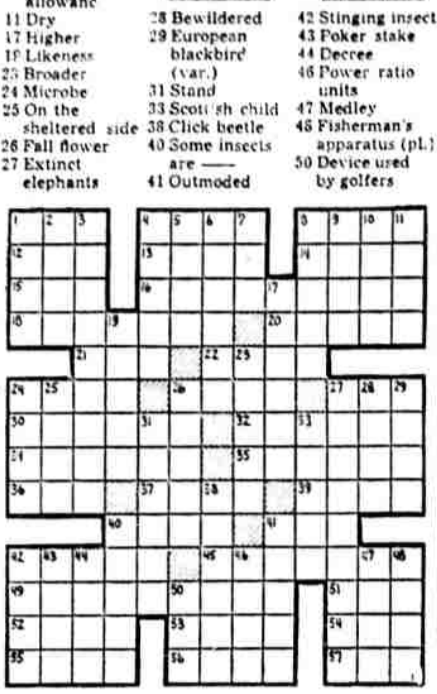 allowanc
11 Dry
17 Higher
19 Likeness
23 Broader
24 Microbe
25 On the
sheltered side
26 Fall flower
27 Extinct
elephants
28 Bewildered
29 European
blackbird
(var.)
31 Stand
33 Scottish child
38 Click beetle
40 Some insects
are ——
41 Outmoded
42 Stinging insect
43 Poker stake
44 Decree
46 Power ratio
units
47 Medley
48 Fisherman's
apparatus (pl.)
50 Device used
by golfers
1 2 3 4 5 6 7 8 9 10 11
12 13 14
15 16 17
18 19 20
21 22 23
24 25 26 27 28 29
30 31 32 33
34 35
36 37 38 39
40 41
42 43 44 45 46 47 48
49 50 51
52 53 54
55 56 57